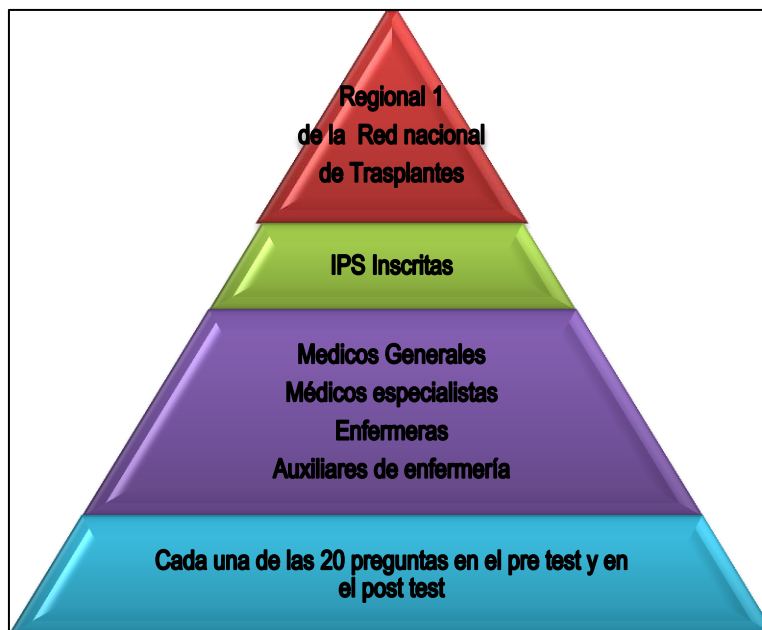 Regional 1
de la Red nacional
de Trasplantes
IPS Inscritas
Medicos Generales
Médicos especialistas
Enfermeras
Auxiliares de enfermería
Cada una de las 20 preguntas en el pre test y en
el post test